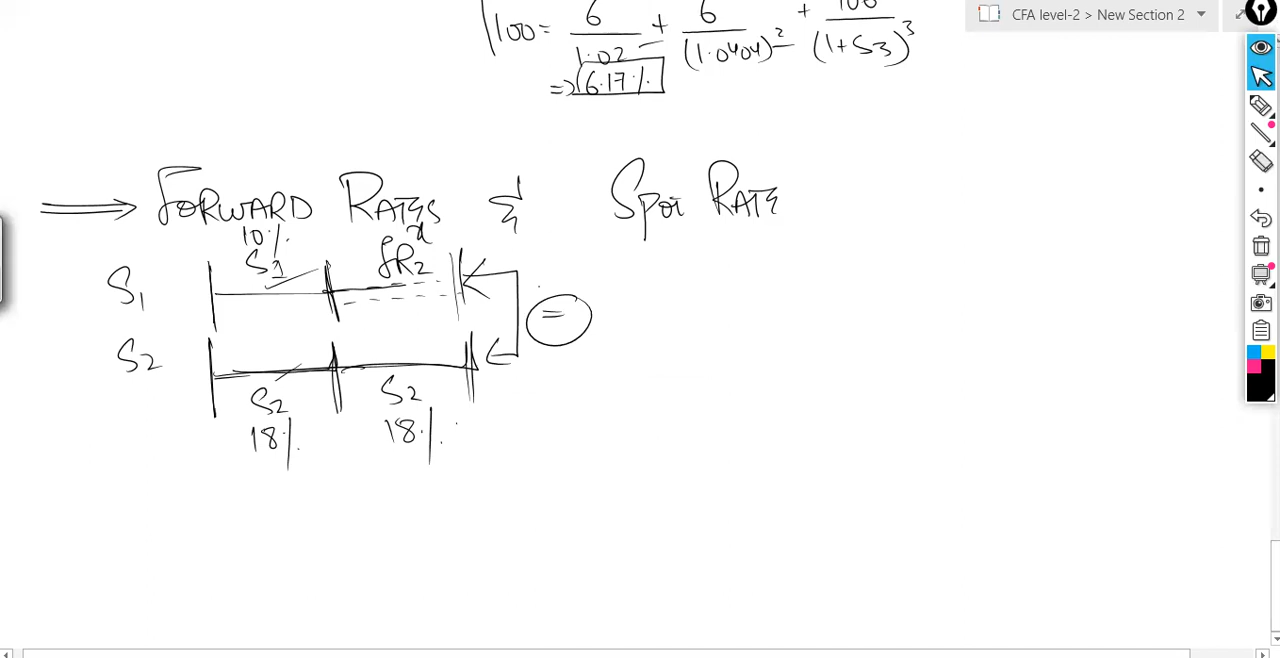 CFA level-2 > New Section 2
100 = 6/1.02 + 6/(1.0404)² + 106/(1+S3)³
=> 6.17%
=> FORWARD RATES & SPOT RATE
10% x
S1 fR2
S1
=
S2
S2 S2
18% 18%